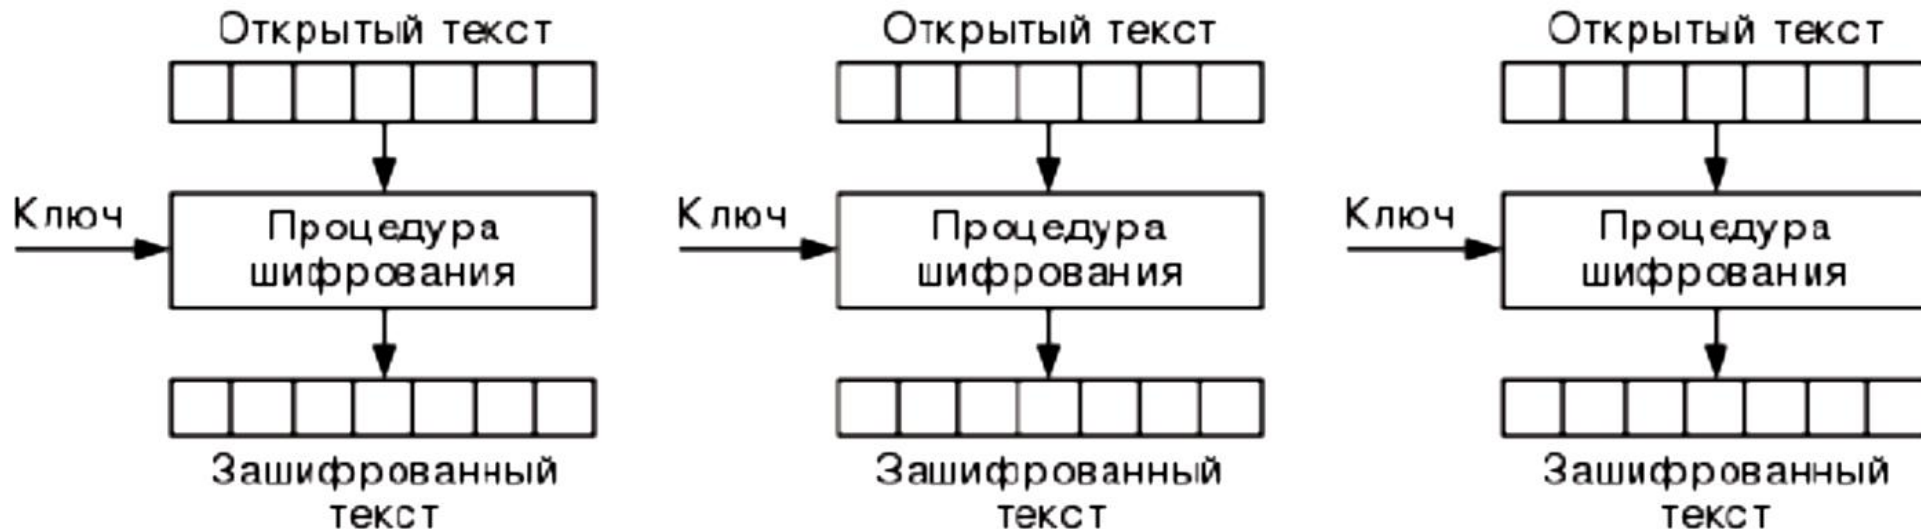 Открытый текст
Открытый текст
Открытый текст
Ключ
Процедура
шифрования
Ключ
Процедура
шифрования
Ключ
Процедура
шифрования
Зашифрованный
текст
Зашифрованный
текст
Зашифрованный
текст